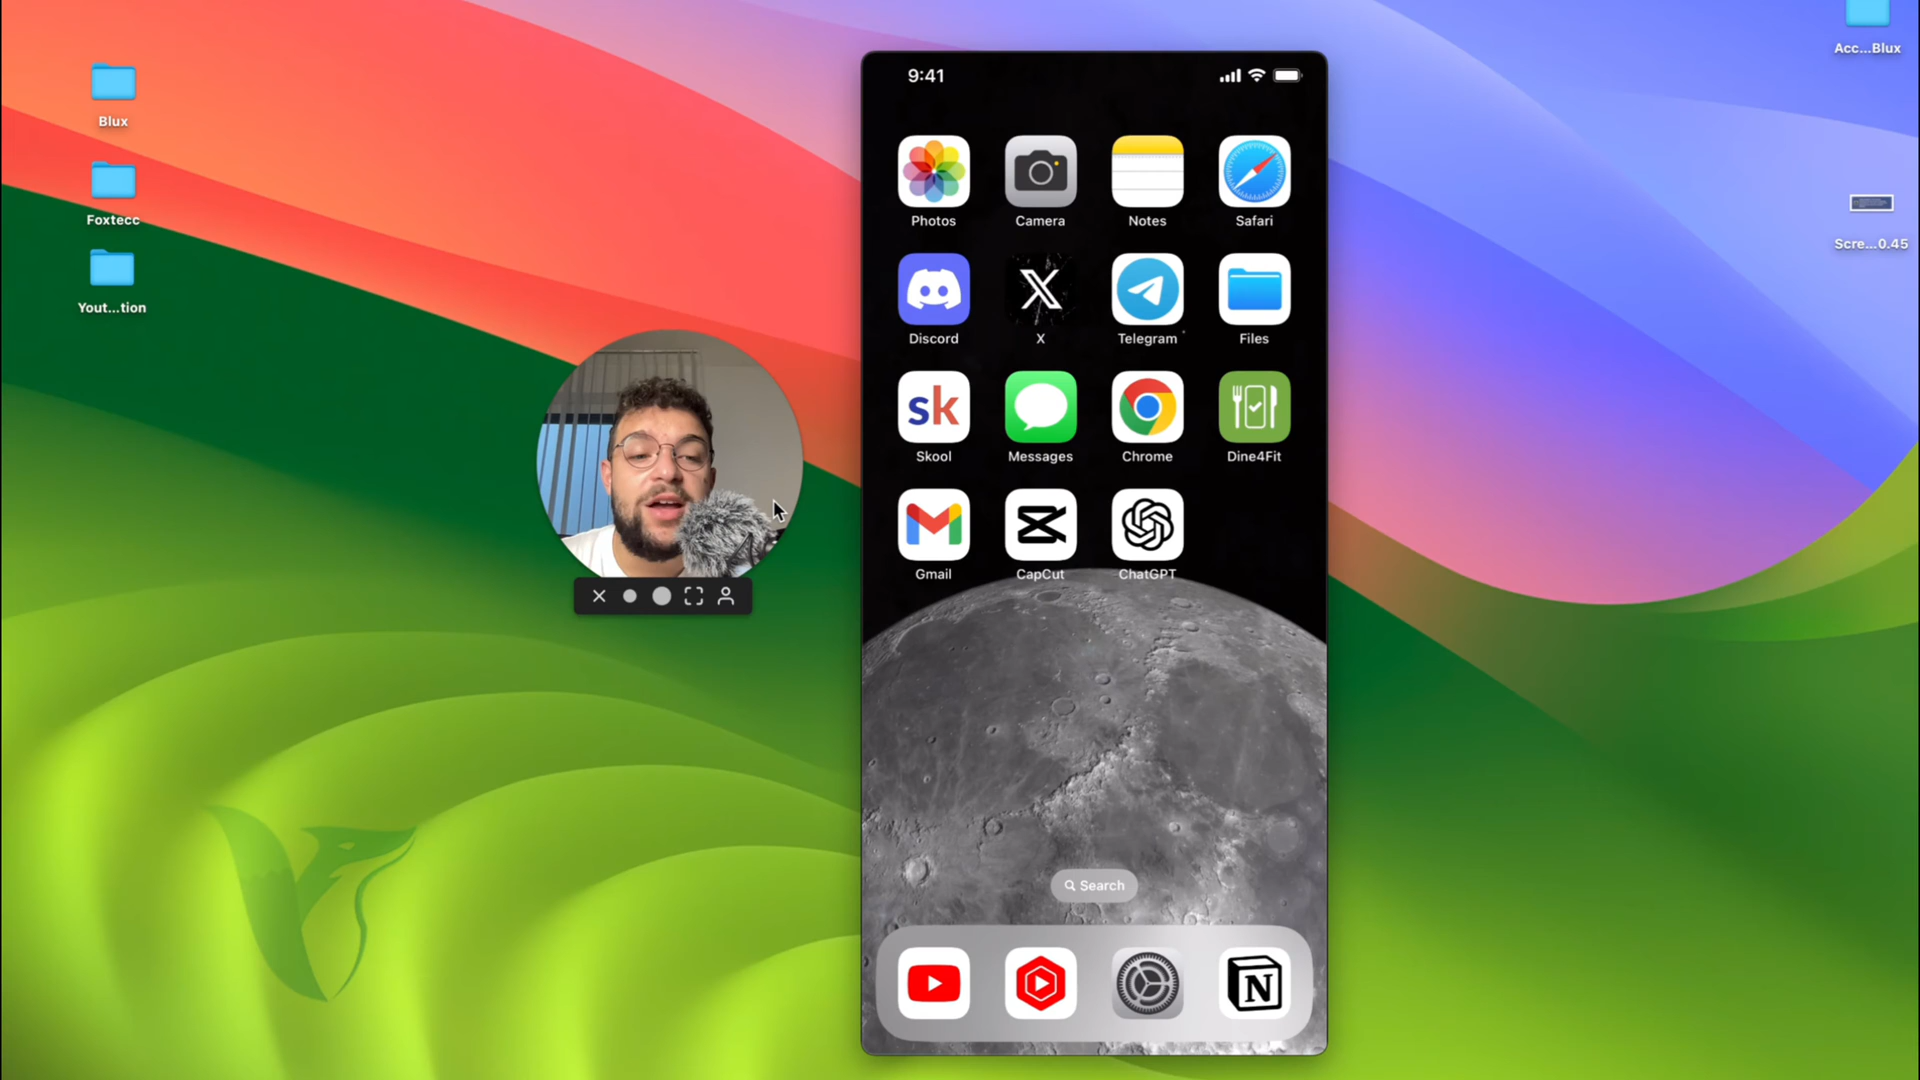 Acc...Blux
9:41
Blux
Photos
Camera
Notes
Safari
Foxtecc
Scre...0.45
Yout...tion
Discord
X
Telegram
Files
sk
Skool
Messages
Chrome
Dine4Fit
Gmail
CapCut
ChatGPT
Search
N